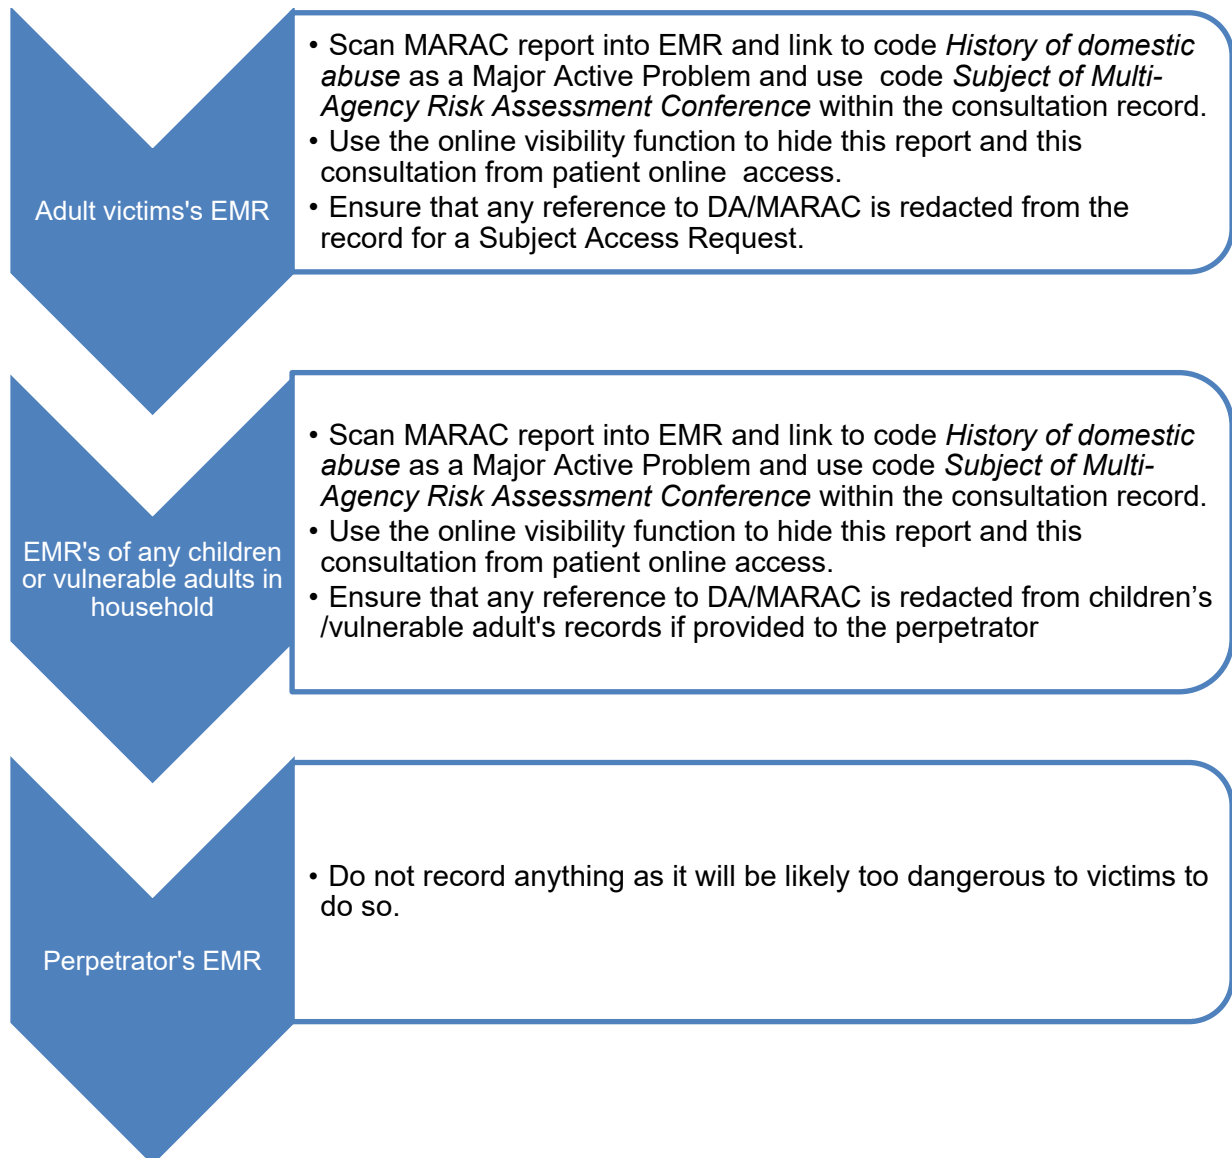 Adult victims's EMR
• Scan MARAC report into EMR and link to code History of domestic
abuse as a Major Active Problem and use  code Subject of Multi-
Agency Risk Assessment Conference within the consultation record.
• Use the online visibility function to hide this report and this
consultation from patient online  access.
• Ensure that any reference to DA/MARAC is redacted from the
record for a Subject Access Request.
EMR's of any children
or vulnerable adults in
household
• Scan MARAC report into EMR and link to code History of domestic
abuse as a Major Active Problem and use code Subject of Multi-
Agency Risk Assessment Conference within the consultation record.
• Use the online visibility function to hide this report and this
consultation from patient online access.
• Ensure that any reference to DA/MARAC is redacted from children’s
/vulnerable adult's records if provided to the perpetrator
Perpetrator's EMR
• Do not record anything as it will be likely too dangerous to victims to
do so.